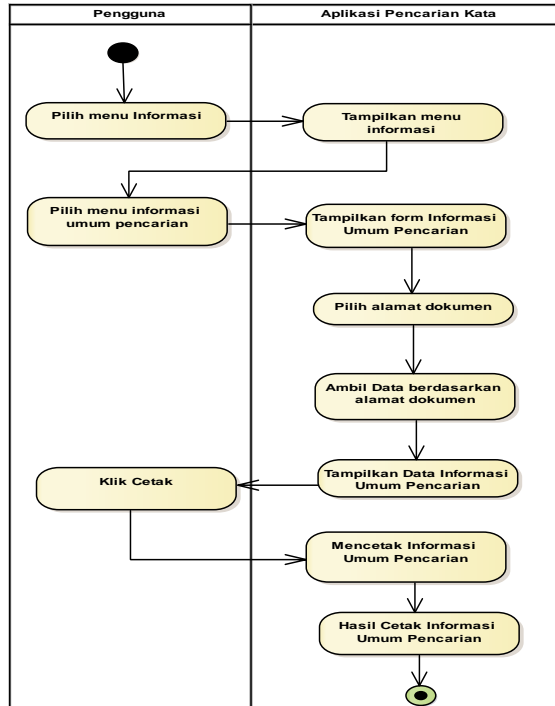 Pengguna
Aplikasi Pencarian Kata
Pilih menu Informasi
Tampilkan menu
informasi
Pilih menu informasi
umum pencarian
Tampilkan form Informasi
Umum Pencarian
Pilih alamat dokumen
Ambil Data berdasarkan
alamat dokumen
Tampilkan Data Informasi
Umum Pencarian
Klik Cetak
Mencetak Informasi
Umum Pencarian
Hasil Cetak Informasi
Umum Pencarian